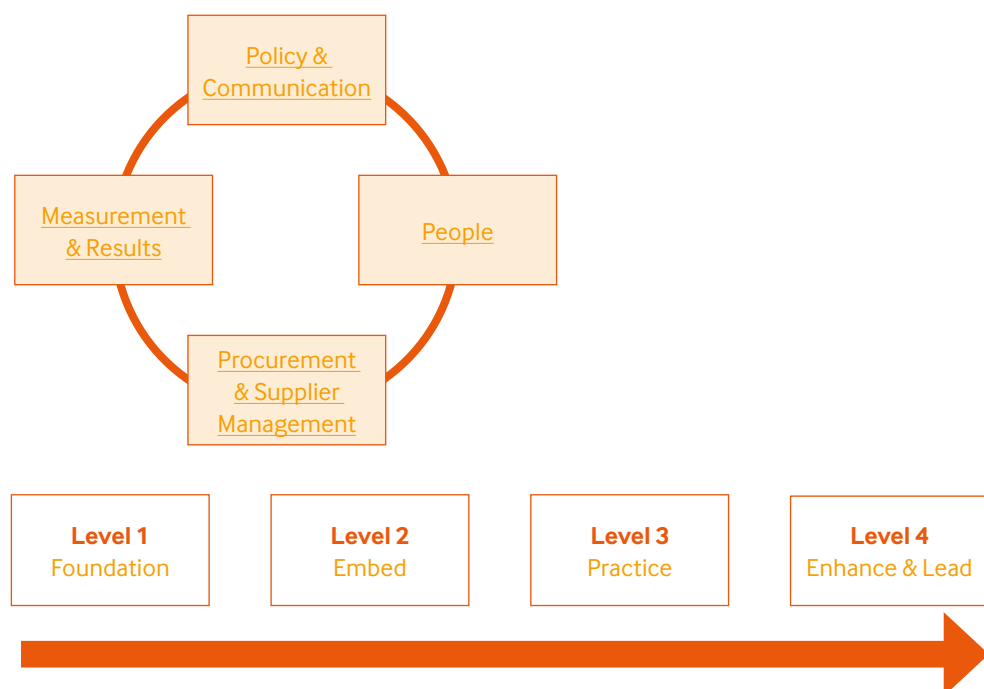 Policy &
Communication
Measurement
& Results
People
Procurement
& Supplier
Management
Level 1
Foundation
Level 2
Embed
Level 3
Practice
Level 4
Enhance & Lead